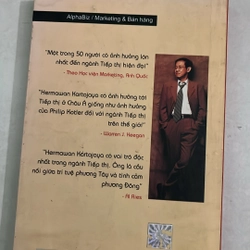 AlphaBiz / Marketing & Bán hàng
"Một trong 50 người có ảnh hưởng lớn
nhất đến ngành Tiếp thị hiện đại"
- Theo Học viện Marketing, Anh Quốc
"Hermawan Kartajaya có ảnh hưởng tới
Tiếp thị ở Châu Á giống như ảnh hưởng
của Philip Kotler đối với ngành Tiếp thị
trên thế giới"
- Warren J. Keegan
"Hermawan Kartajaya có vai trò độc
nhất trong ngành Tiếp thị. Ông là cầu
nối giữa trí tuệ phương Tây và tinh cảm
phương Đông"
- Al Ries